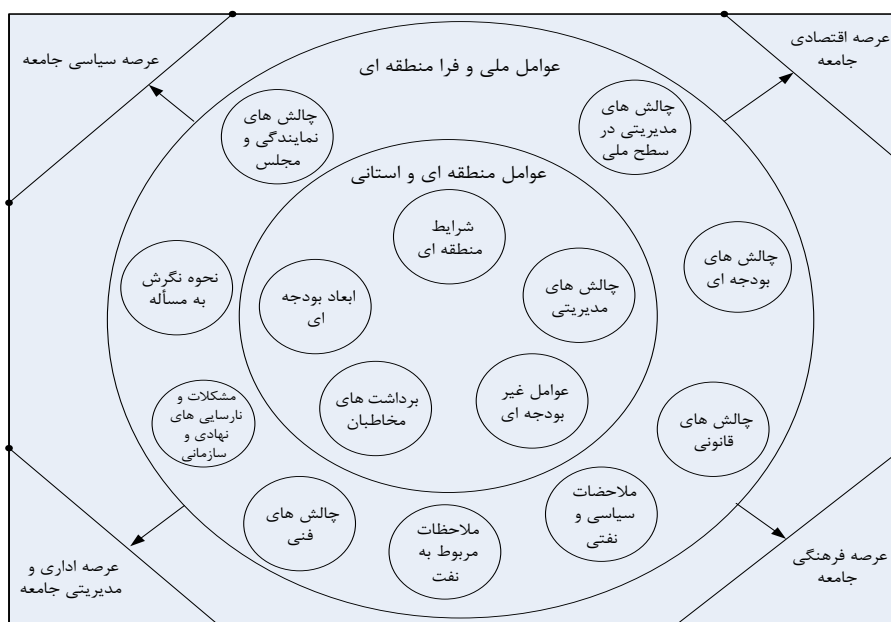 عرصه اقتصادی
جامعه
عرصه سیاسی جامعه
عوامل ملی و فرا منطقه ای
چالش های
مدیریتی در
سطح ملی
چالش های
نمایندگی و
مجلس
عوامل منطقه ای و استانی
شرایط
منطقه ای
چالش های
بودجه ای
نحوه نگرش
به مسأله
چالش های
مدیریتی
ابعاد بودجه
ای
عوامل غیر
بودجه ای
برداشت های
مخاطبان
چالش های
قانونی
مشکلات و
نارسایی های
نهادی و
سازمانی
ملاحضات
سیاسی و
نفتی
ملاحظات
مربوط به
نفت
چالش های
فنی
عرصه فرهنگی
جامعه
عرصه اداری و
مدیریتی جامعه